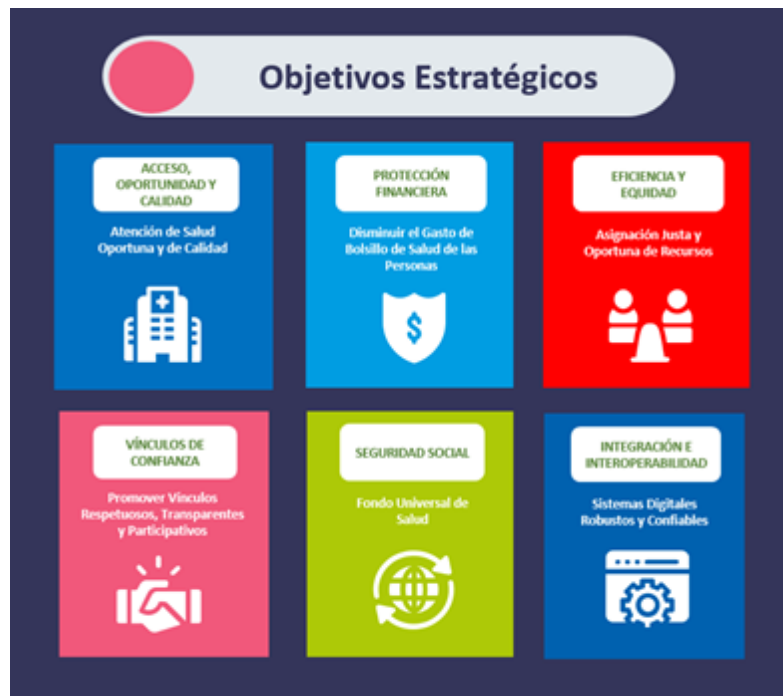 Objetivos Estratégicos
ACCESO,
OPORTUNIDAD Y
CALIDAD
Atención de Salud
Oportuna y de Calidad
PROTECCIÓN
FINANCIERA
Disminuir el Gasto de
Bolsillo de Salud de las
Personas
$
EFICIENCIA Y
EQUIDAD
Asignación Justa y
Oportuna de Recursos
VÍNCULOS DE
CONFIANZA
Promover Vínculos
Respetuosos, Transparentes
y Participativos
SEGURIDAD SOCIAL
Fondo Universal de
Salud
INTEGRACIÓN E
INTEROPERABILIDAD
Sistemas Digitales
Robustos y Confiables